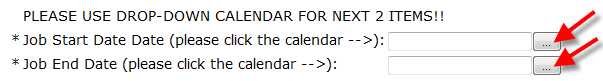 PLEASE USE DROP-DOWN CALENDAR FOR NEXT 2 ITEMS!!
* Job Start Date Date (please click the calendar -->): ...
* Job End Date (please click the calendar -->): ...